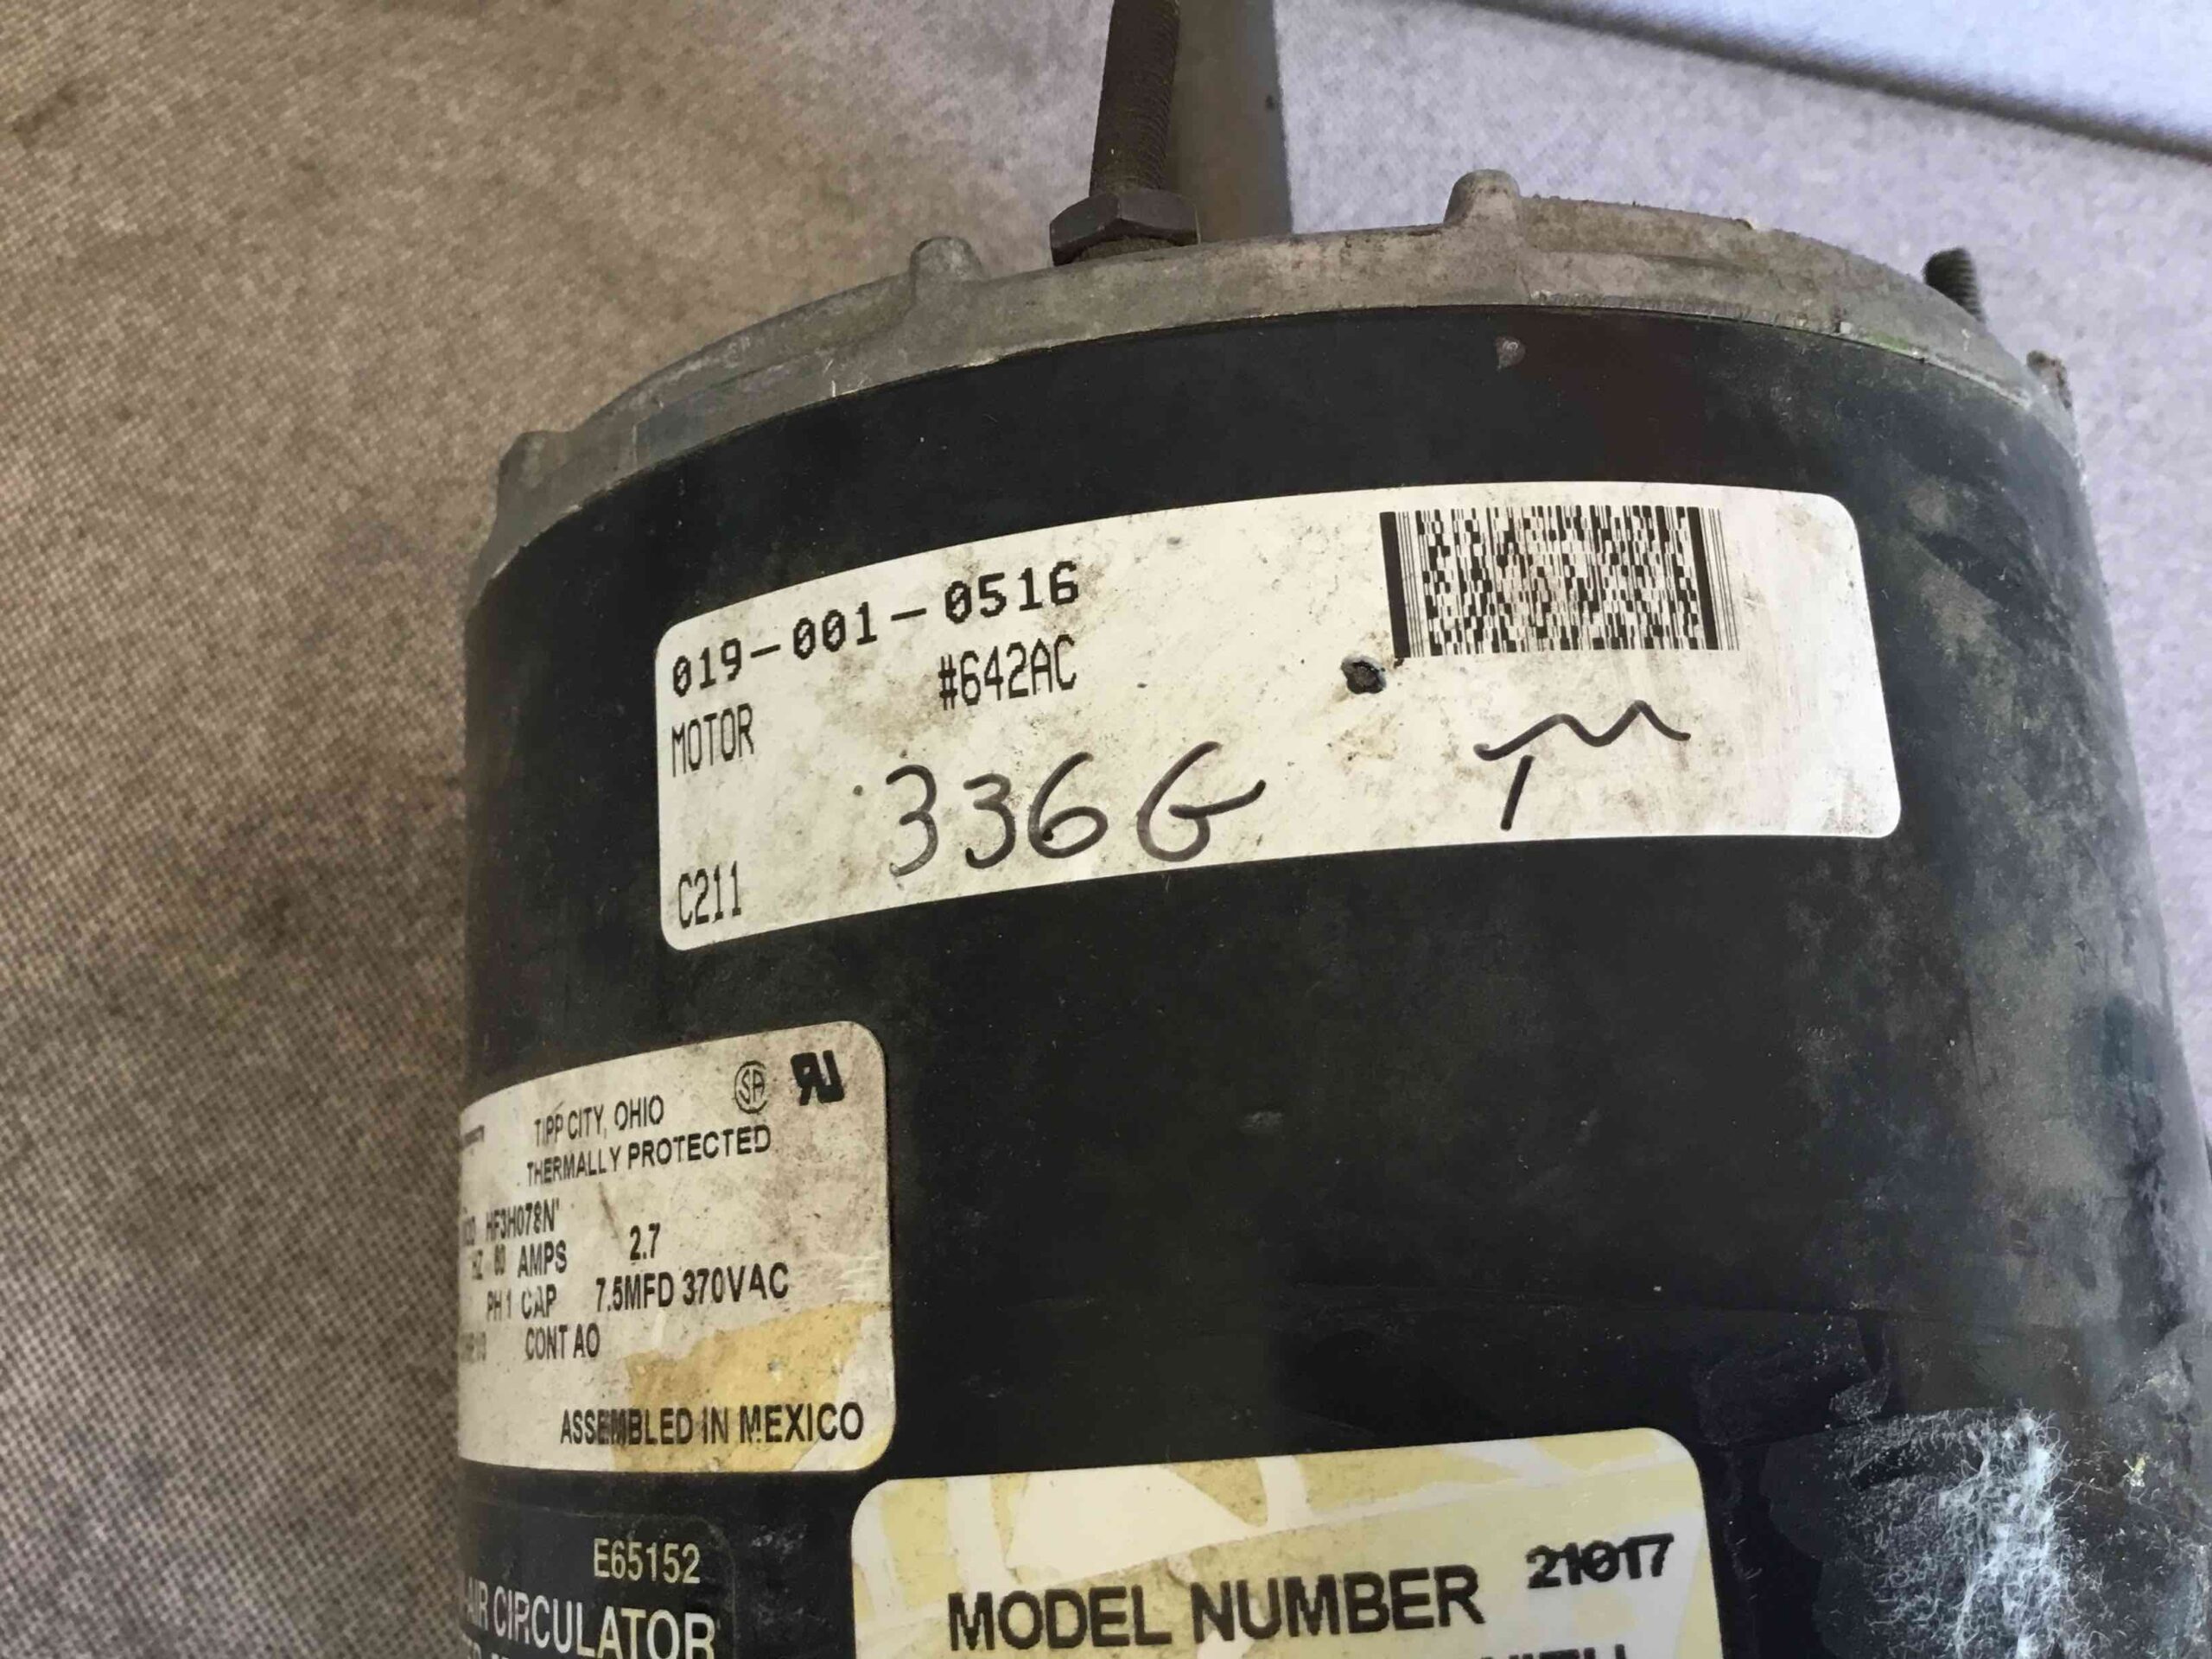 019-001-0516
MOTOR #642AC
336G
C211
TIPP CITY, OHIO
THERMALLY PROTECTED
HF3H078N
HZ 60 AMPS 2.7
PH 1 CAP 7.5MFD 370VAC
CONT AO
ASSEMBLED IN MEXICO
E65152
AIR CIRCULATOR
MODEL NUMBER 21017